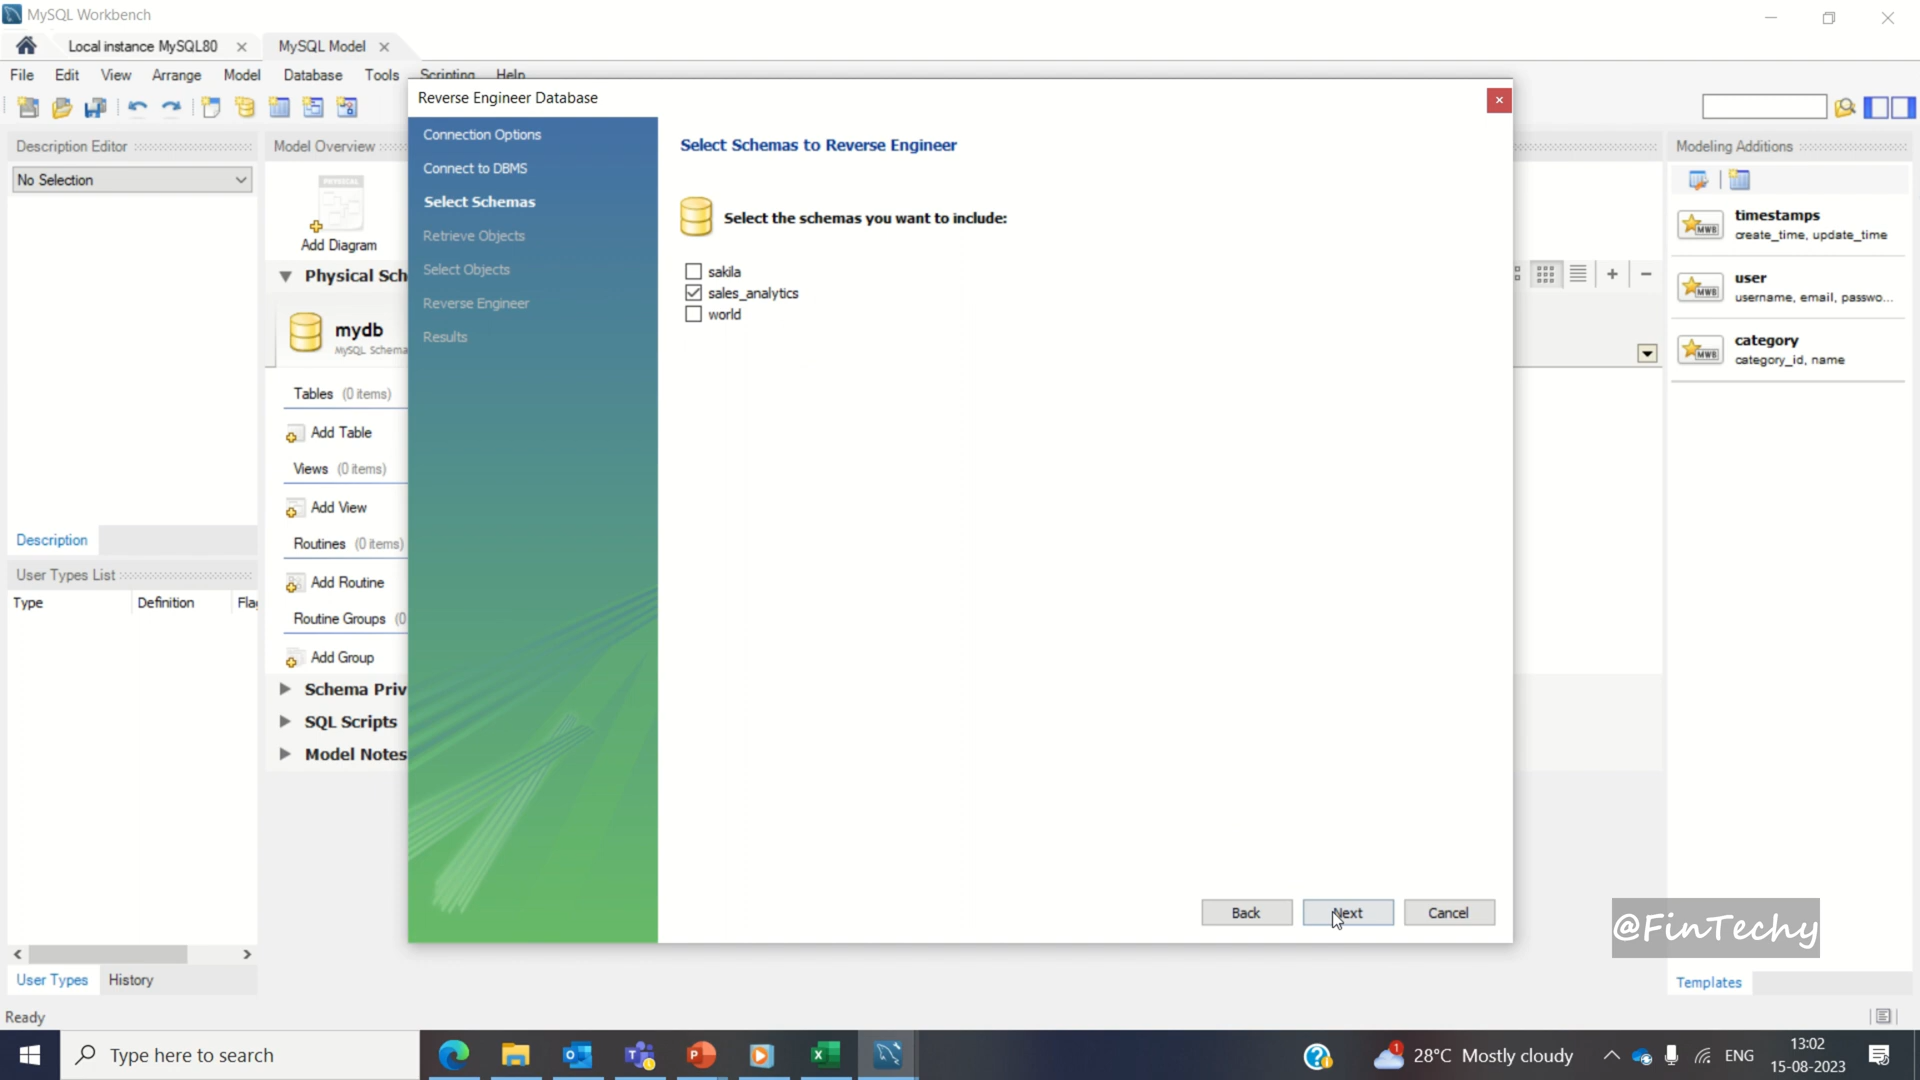 MySQL Workbench
Local instance MySQL80
MySQL Model
File Edit View Arrange Model Database Tools Scripting Help
Reverse Engineer Database
Description Editor
No Selection
Description
User Types List
Type Definition
User Types History
Ready
Model Overview
PHYSICAL
Add Diagram
Physical Sch
mydb
MySQL Schema
Tables (0 items)
Add Table
Views (0 items)
Add View
Routines (0 items)
Add Routine
Routine Groups (0
Add Group
Schema Priv
SQL Scripts
Model Notes
Connection Options
Connect to DBMS
Select Schemas
Retrieve Objects
Select Objects
Reverse Engineer
Results
Select Schemas to Reverse Engineer
Select the schemas you want to include:
sakila
sales_analytics
world
Back Next Cancel
Modeling Additions
MWB
timestamps
create_time, update_time
MWB
user
username, email, passwo...
MWB
category
category_id, name
@FinTechy
Templates
Type here to search
28°C Mostly cloudy
ENG
13:02
15-08-2023